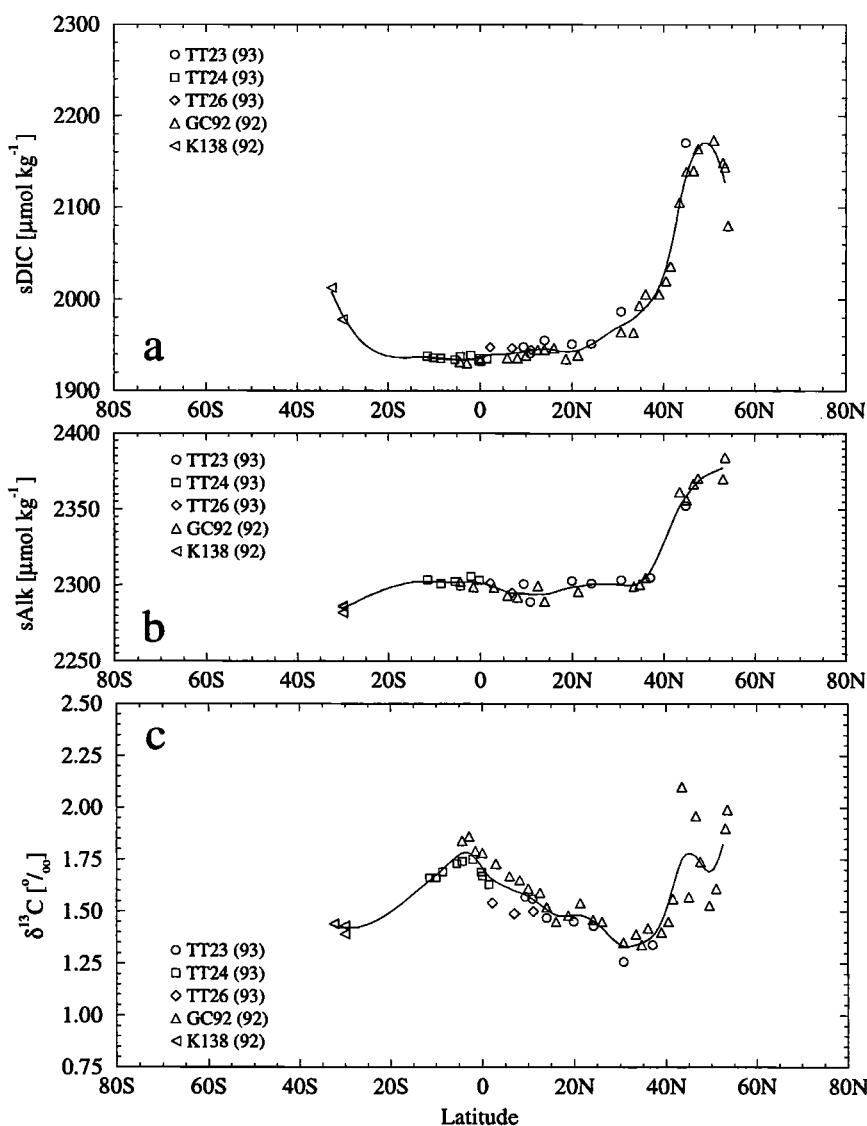 2300
2200
2100
2000
1900
sDIC [μmol kg⁻¹]
TT23 (93)
TT24 (93)
TT26 (93)
GC92 (92)
K138 (92)
a
80S 60S 40S 20S 0 20N 40N 60N 80N
2400
2350
2300
2250
sAlk [μmol kg⁻¹]
TT23 (93)
TT24 (93)
TT26 (93)
GC92 (92)
K138 (92)
b
80S 60S 40S 20S 0 20N 40N 60N 80N
2.50
2.25
2.00
1.75
1.50
1.25
1.00
0.75
δ¹³C [‰]
c
TT23 (93)
TT24 (93)
TT26 (93)
GC92 (92)
K138 (92)
80S 60S 40S 20S 0 20N 40N 60N 80N
Latitude